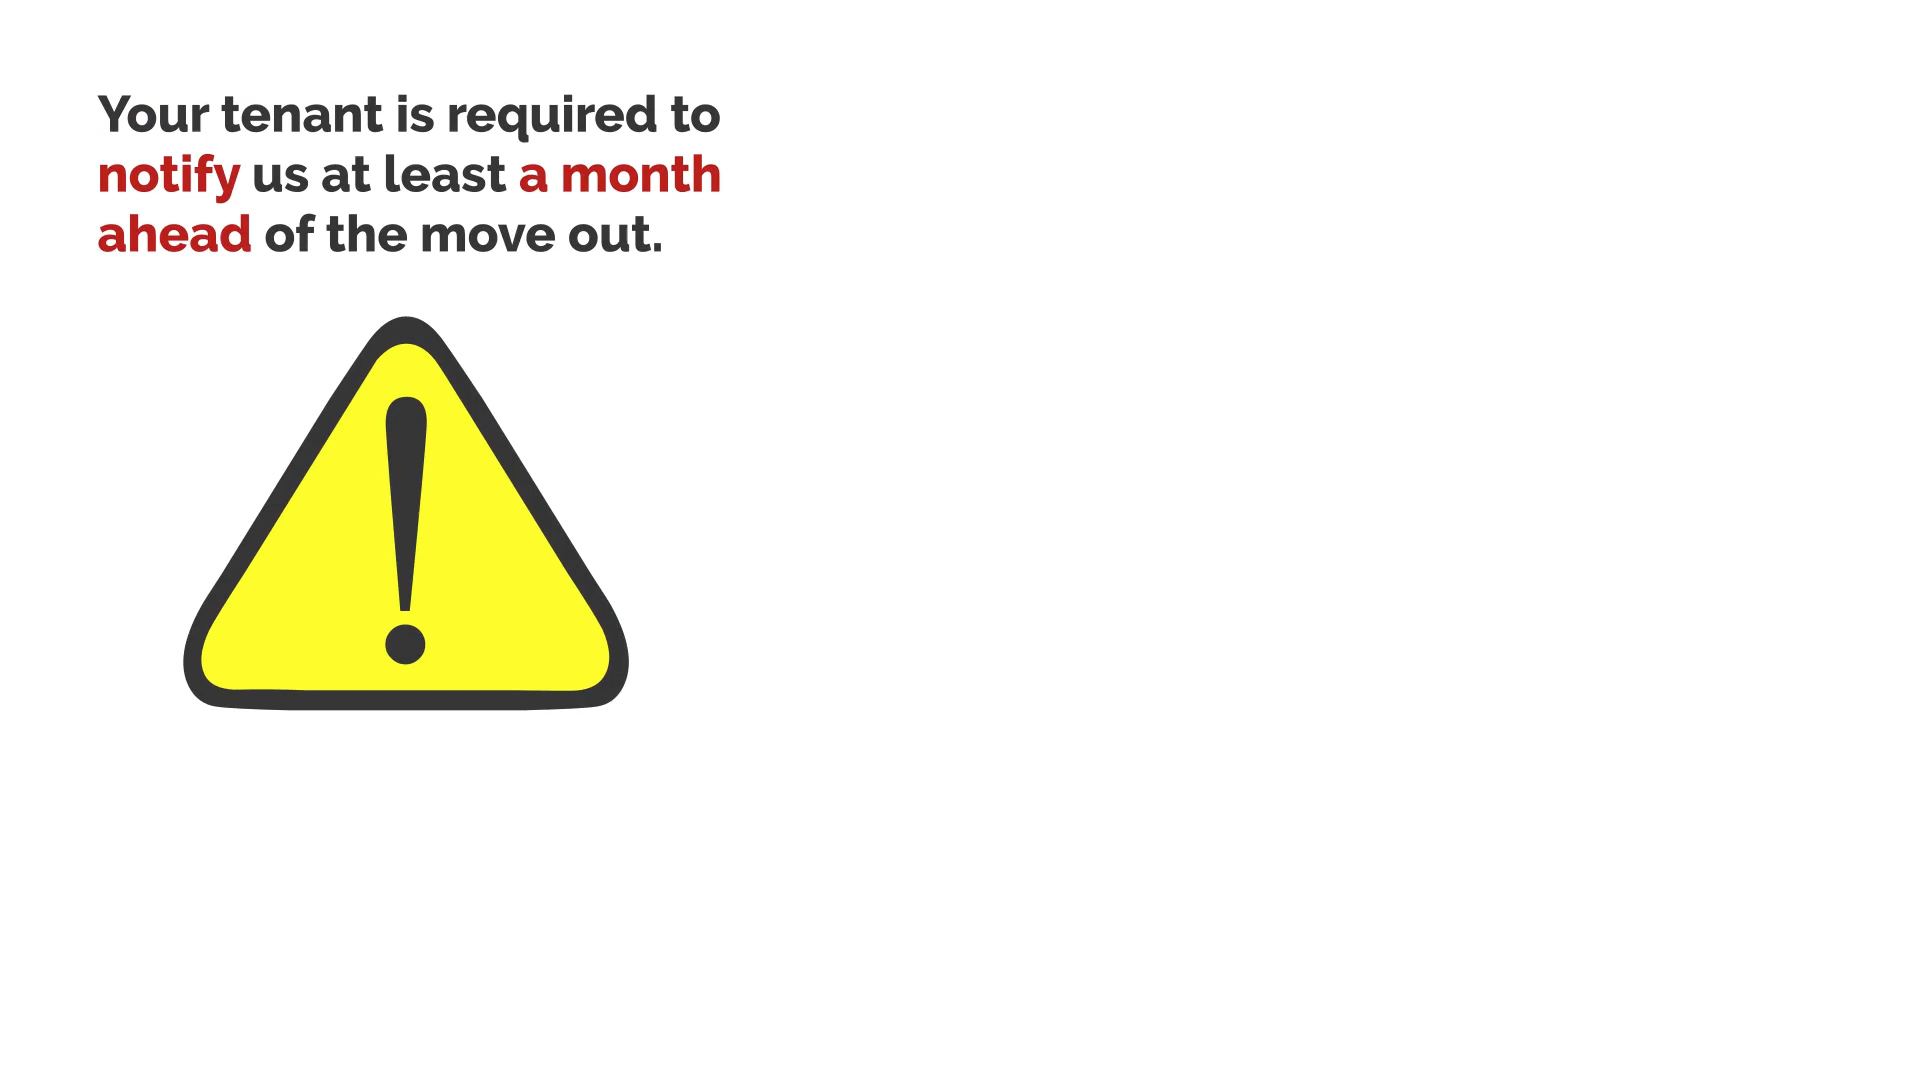 Your tenant is required to
notify us at least a month
ahead of the move out.